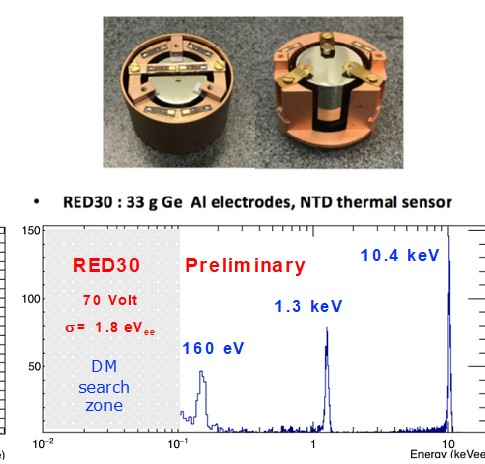 • RED30 : 33 g Ge Al electrodes, NTD thermal sensor
150
100
50
RED30 Preliminary
70 Volt
σ= 1.8 eVee
DM
search
zone
160 eV
1.3 keV
10.4 keV
10⁻² 10⁻¹ 1 10
Energy (keVee
)